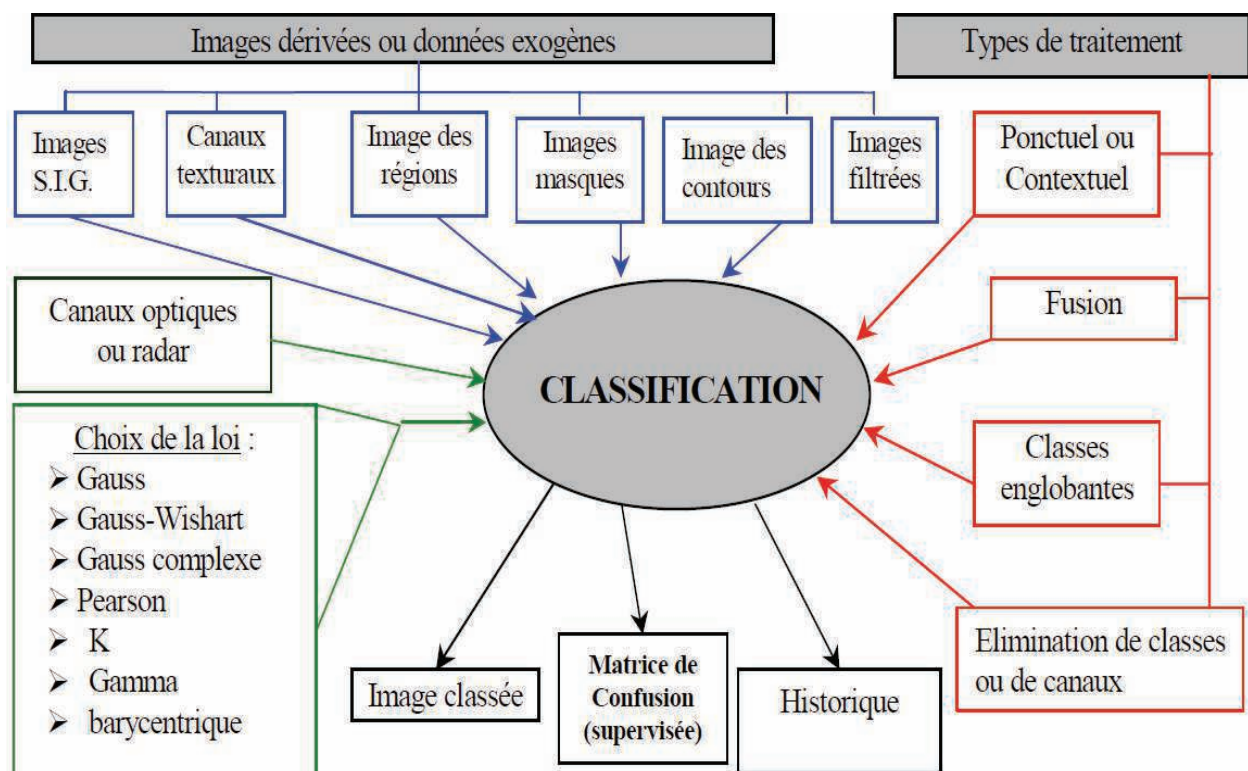 Images dérivées ou données exogènes
Types de traitement
Images
S.I.G.
Canaux
texturaux
Image des
régions
Images
masques
Image des
contours
Images
filtrées
Ponctuel ou
Contextuel
Canaux optiques
ou radar
Fusion
CLASSIFICATION
Choix de la loi :
➢ Gauss
➢ Gauss-Wishart
➢ Gauss complexe
➢ Pearson
➢ K
➢ Gamma
➢ barycentrique
Classes
englobantes
Elimination de classes
ou de canaux
Image classée
Matrice de
Confusion
(supervisée)
Historique